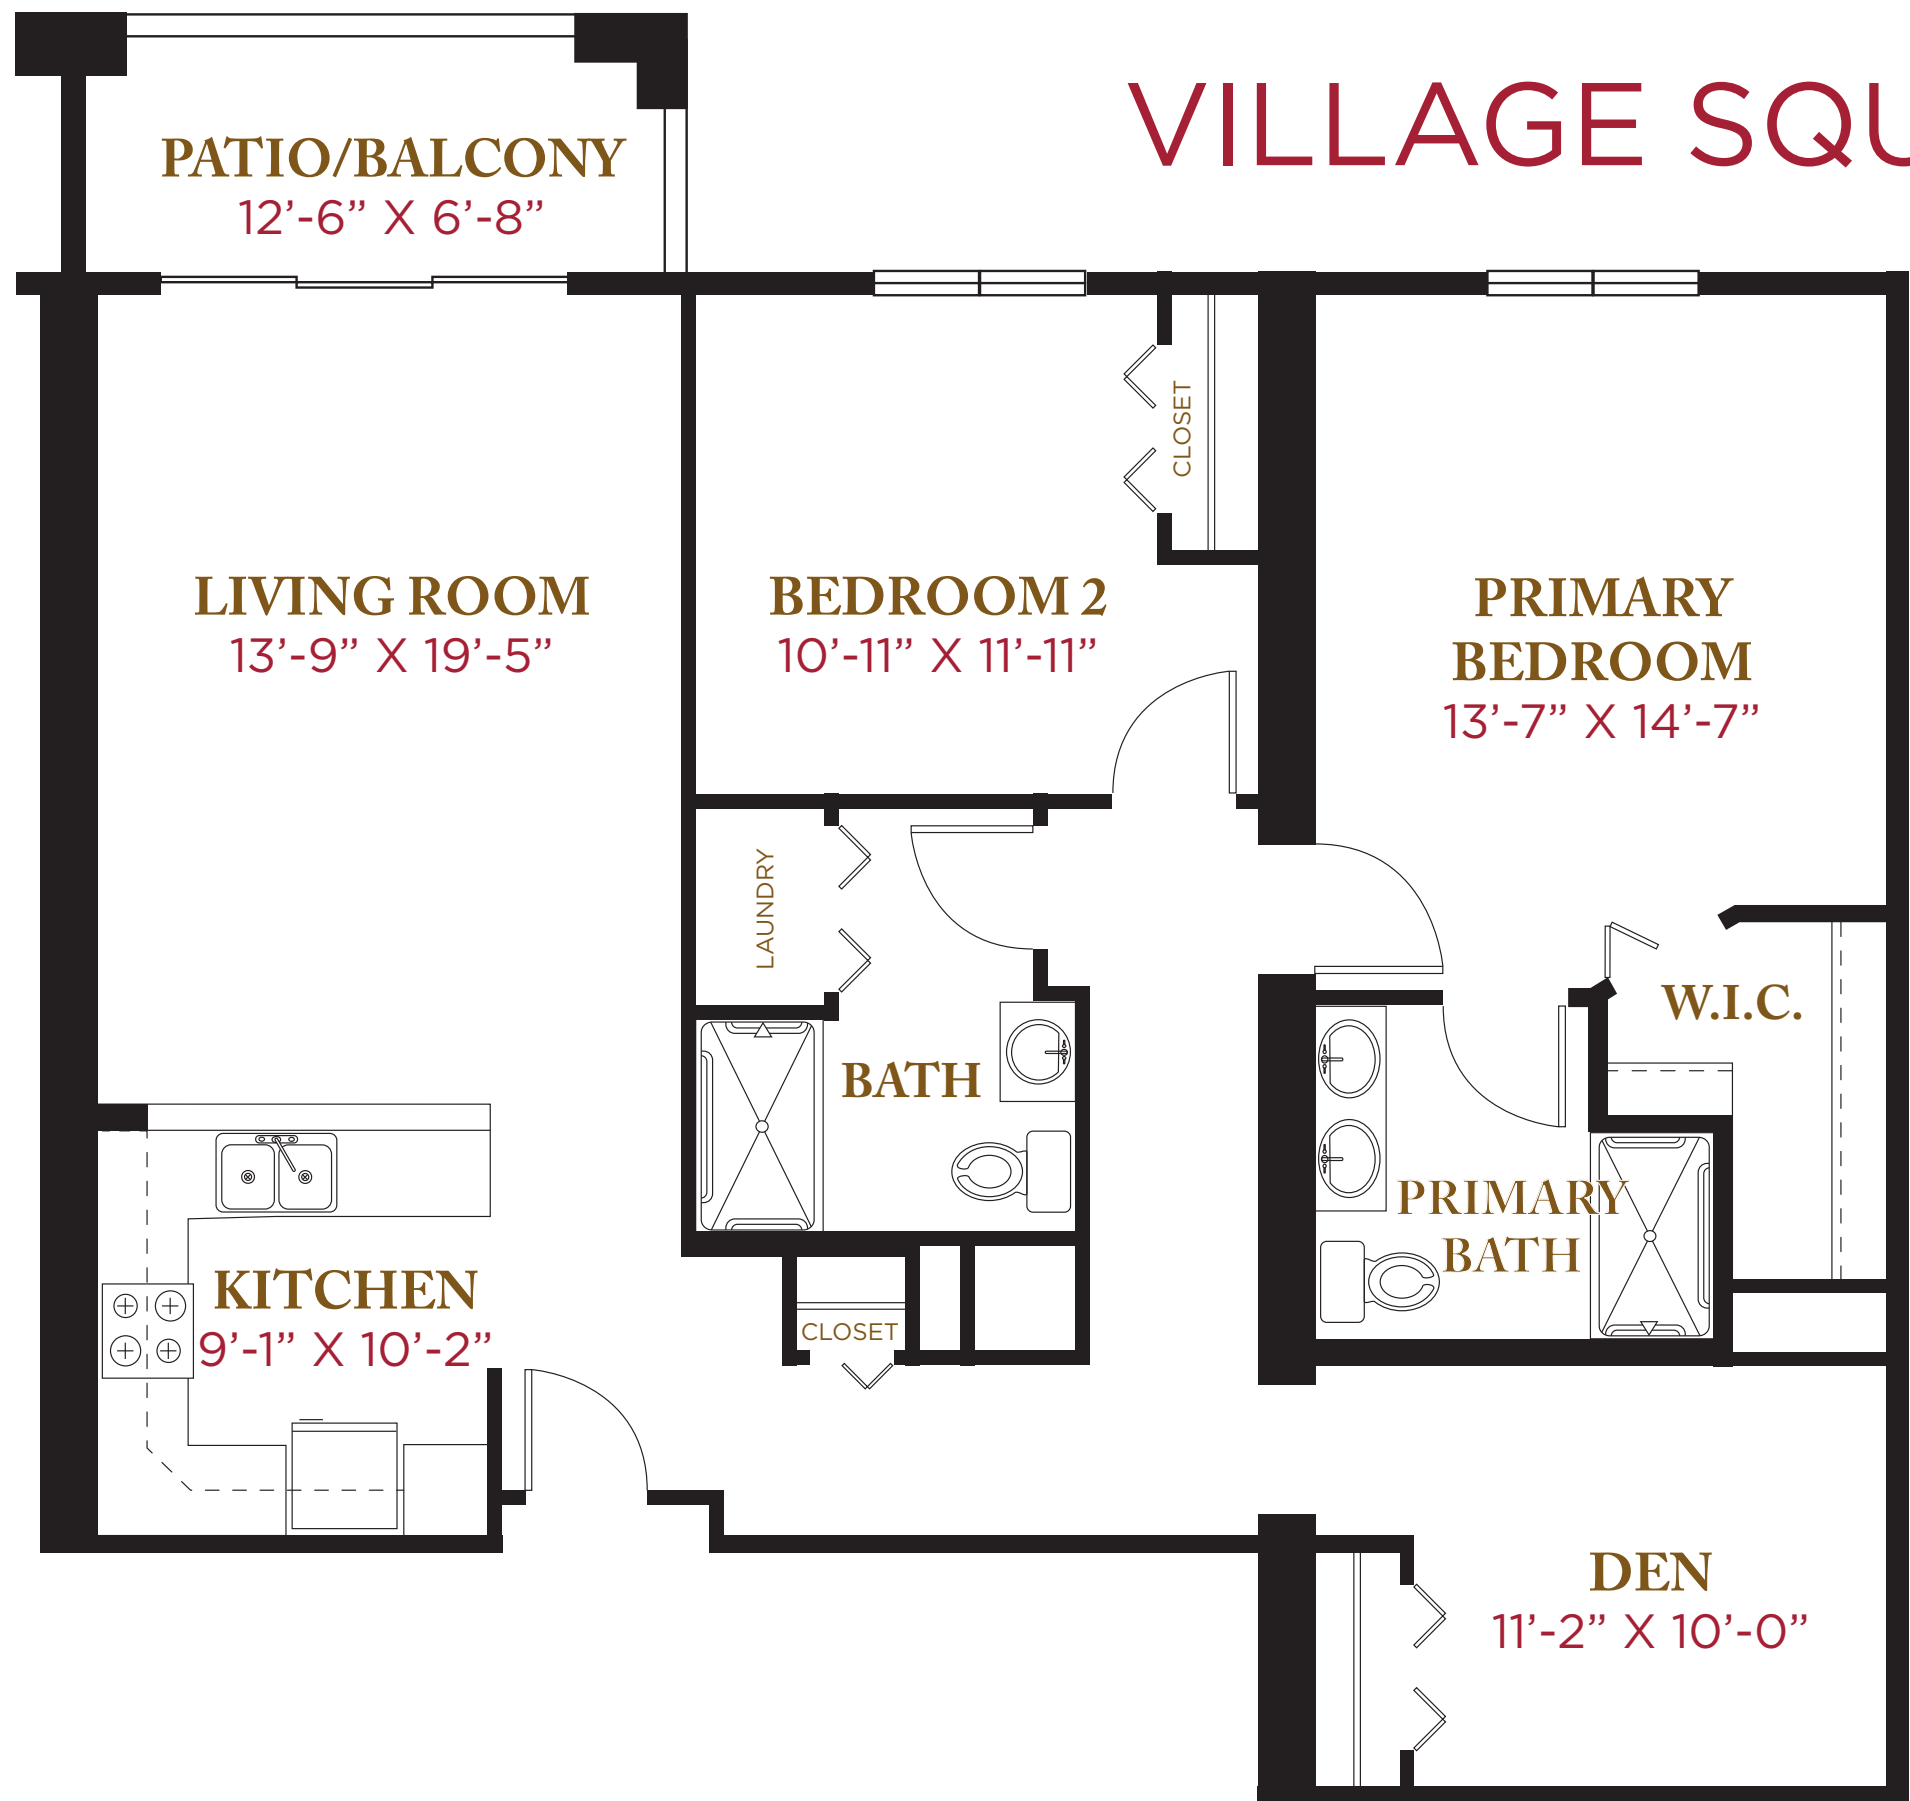 VILLAGE SQU
PATIO/BALCONY
12’-6” X 6’-8”
CLOSET
LIVING ROOM
13’-9” X 19’-5”
BEDROOM 2
10’-11” X 11’-11”
PRIMARY
BEDROOM
13’-7” X 14’-7”
LAUNDRY
W.I.C.
BATH
PRIMARY
BATH
KITCHEN
9’-1” X 10’-2”
CLOSET
DEN
11’-2” X 10’-0”